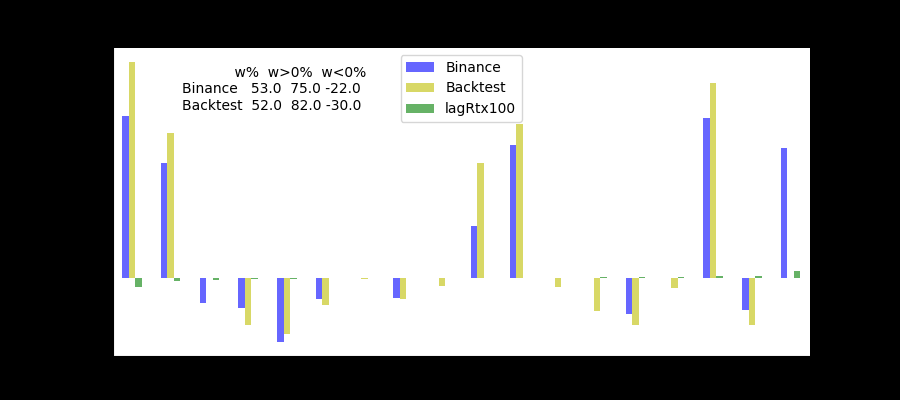 w% w>0% w<0%
Binance 53.0 75.0 -22.0
Backtest 52.0 82.0 -30.0
Binance
Backtest
lagRtx100